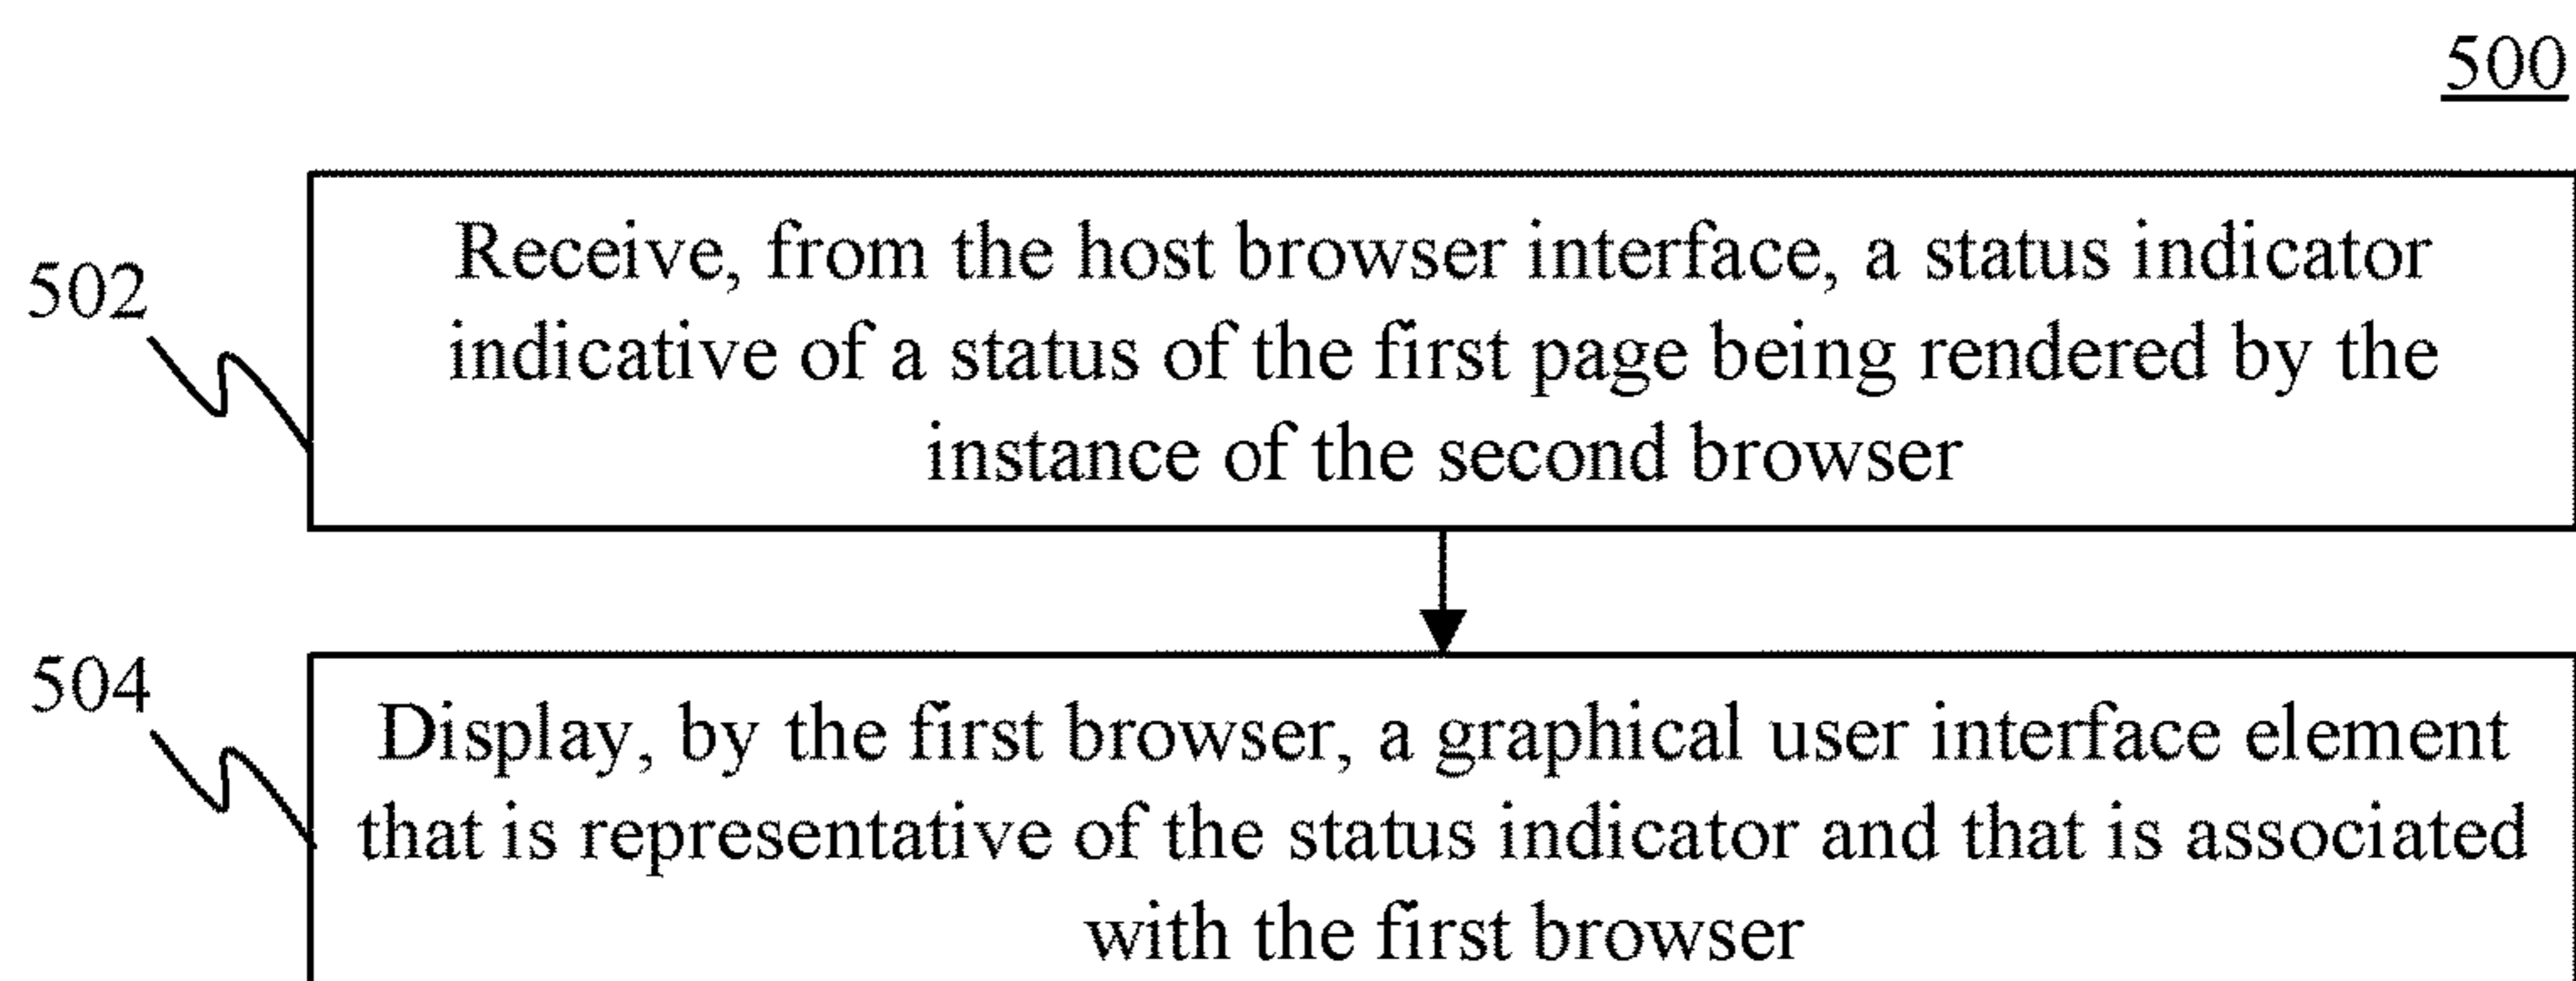 500
502
Receive, from the host browser interface, a status indicator
indicative of a status of the first page being rendered by the
instance of the second browser
504
Display, by the first browser, a graphical user interface element
that is representative of the status indicator and that is associated
with the first browser